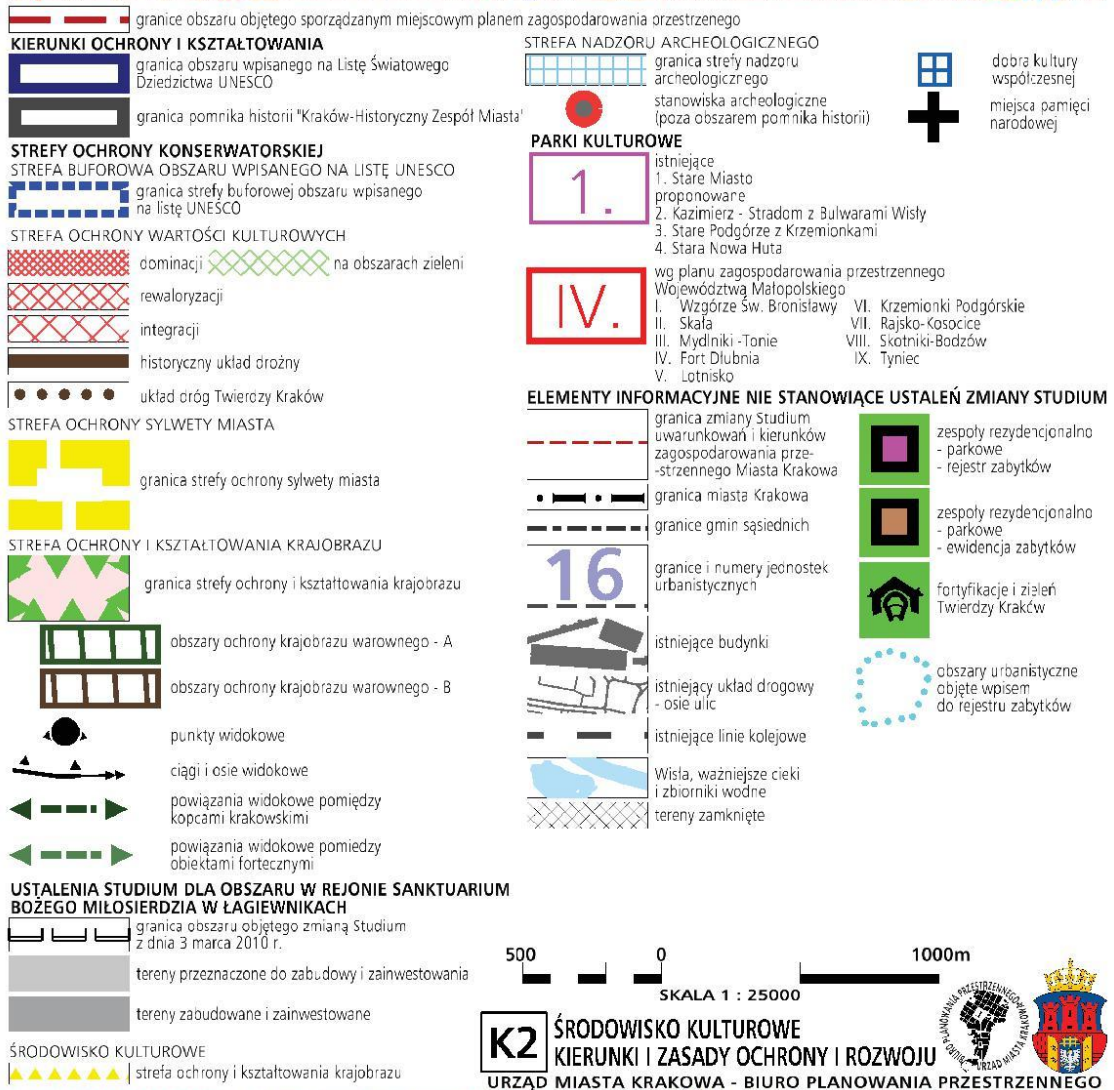 granice obszaru objętego sporządzanym miejscowym planem zagospodarowania przestrzenego
KIERUNKI OCHRONY I KSZTAŁTOWANIA
granica obszaru wpisanego na Listę Światowego
Dziedzictwa UNESCO
granica pomnika historii "Kraków-Historyczny Zespół Miasta"
STREFY OCHRONY KONSERWATORSKIEJ
STREFA BUFOROWA OBSZARU WPISANEGO NA LISTĘ UNESCO
granica strefy buforowej obszaru wpisanego
na listę UNESCO
STREFA OCHRONY WARTOŚCI KULTUROWYCH
dominacji
na obszarach zieleni
rewaloryzacji
integracji
historyczny układ drożny
układ dróg Twierdzy Kraków
STREFA OCHRONY SYLWETY MIASTA
granica strefy ochrony sylwety miasta
STREFA OCHRONY I KSZTAŁTOWANIA KRAJOBRAZU
granica strefy ochrony i kształtowania krajobrazu
obszary ochrony krajobrazu warownego - A
obszary ochrony krajobrazu warownego - B
punkty widokowe
ciągi i osie widokowe
powiązania widokowe pomiędzy
kopcami krakowskimi
powiązania widokowe pomiedzy
obiektami fortecznymi
USTALENIA STUDIUM DLA OBSZARU W REJONIE SANKTUARIUM
BOŻEGO MIŁOSIERDZIA W ŁAGIEWNIKACH
granica obszaru objętego zmianą Studium
z dnia 3 marca 2010 r.
tereny przeznaczone do zabudowy i zainwestowania
tereny zabudowane i zainwestowane
ŚRODOWISKO KULTUROWE
strefa ochrony i kształtowania krajobrazu
STREFA NADZORU ARCHEOLOGICZNEGO
granica strefy nadzoru
archeologicznego
stanowiska archeologiczne
(poza obszarem pomnika historii)
dobra kultury
współczesnej
miejsca pamięci
narodowej
PARKI KULTUROWE
1.
istniejące
1. Stare Miasto
proponowane
2. Kazimierz - Stradom z Bulwarami Wisły
3. Stare Podgórze z Krzemionkami
4. Stara Nowa Huta
IV.
wg planu zagospodarowania przestrzennego
Województwa Małopolskiego
I. Wzgórze Św. Bronisławy
II. Skała
III. Mydlniki -Tonie
IV. Fort Dłubnia
V. Lotnisko
VI. Krzemionki Podgórskie
VII. Rajsko-Kosocice
VIII. Skotniki-Bodzów
IX. Tyniec
ELEMENTY INFORMACYJNE NIE STANOWIĄCE USTALEŃ ZMIANY STUDIUM
granica zmiany Studium
uwarunkowań i kierunków
zagospodarowania prze-
-strzennego Miasta Krakowa
granica miasta Krakowa
granice gmin sąsiednich
16
granice i numery jednostek
urbanistycznych
istniejące budynki
istniejący układ drogowy
- osie ulic
istniejące linie kolejowe
Wisła, ważniejsze cieki
i zbiorniki wodne
tereny zamknięte
zespoły rezydencjonalno
- parkowe
- rejestr zabytków
zespoły rezydencjonalno
- parkowe
- ewidencja zabytków
fortyfikacje i zieleń
Twierdzy Kraków
obszary urbanistyczne
objęte wpisem
do rejestru zabytków
500 0 1000m
SKALA 1 : 25000
K2
ŚRODOWISKO KULTUROWE
KIERUNKI I ZASADY OCHRONY I ROZWOJU
BIURO PLANOWANIA PRZESTRZENNEGO
URZĄD MIASTA KRAKOWA
URZĄD MIASTA KRAKOWA - BIURO PLANOWANIA PRZESTRZENNEGO